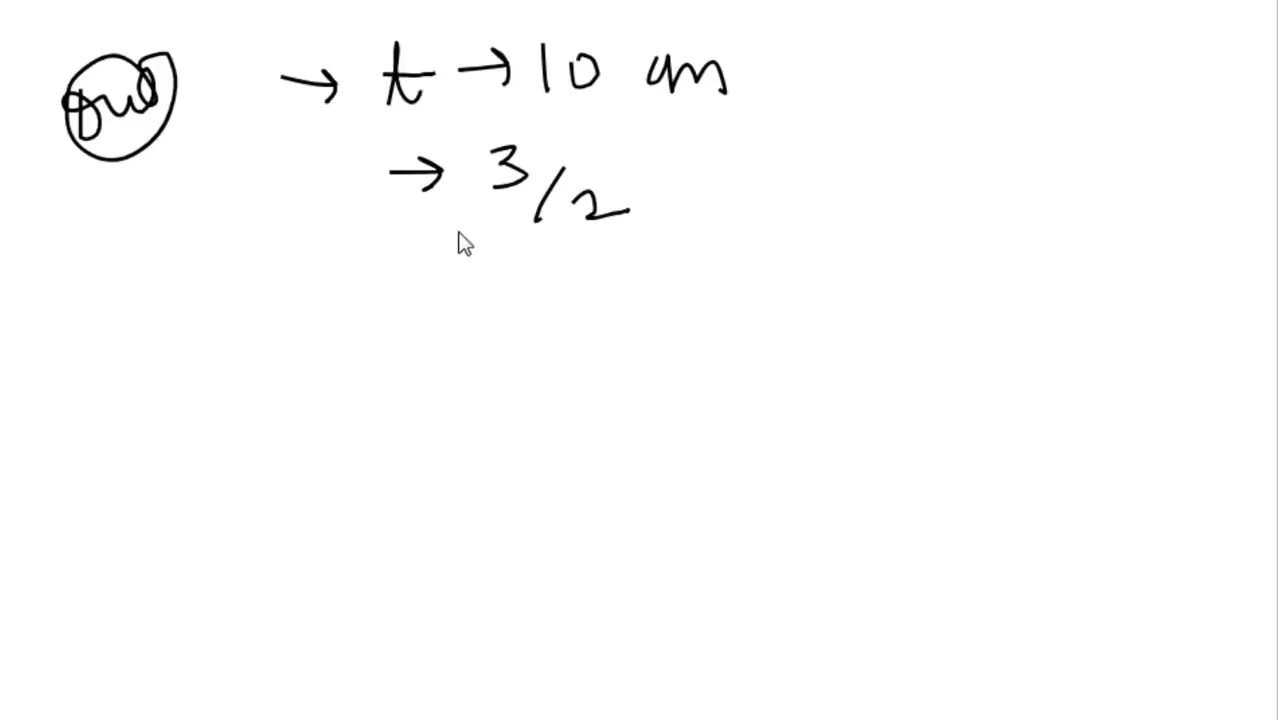 → t → 10 cm
→ 3/2